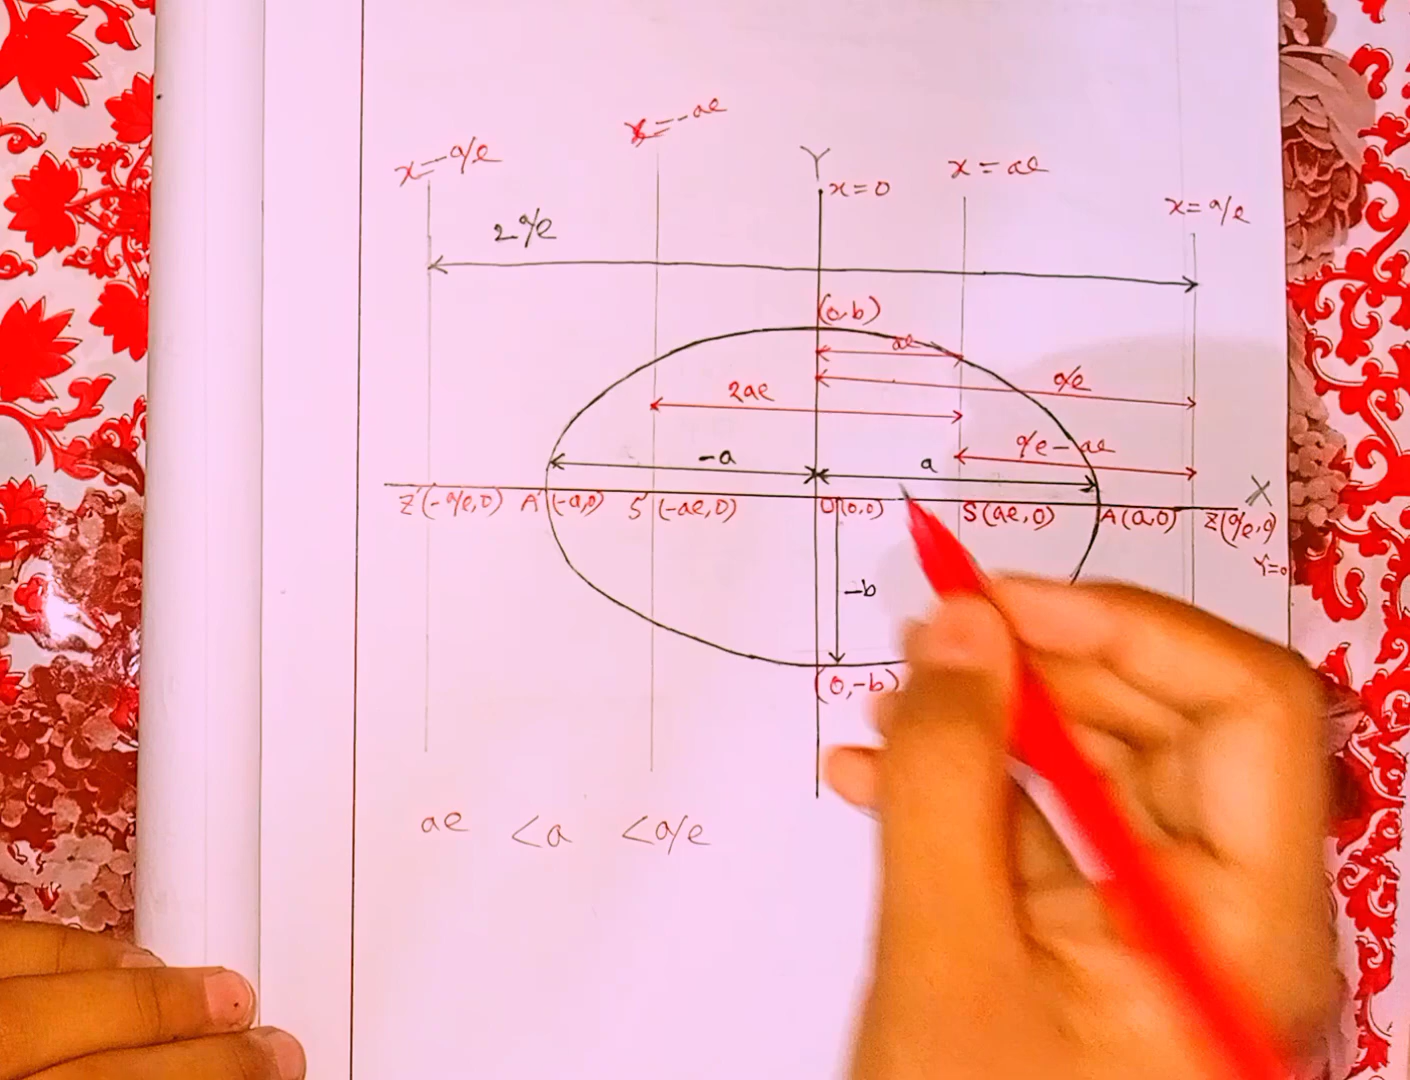 x=-ae
x=-a/e
Y
x=0
x=ae
x=a/e
2a/e
(0,b)
ae
a/e
2ae
a/e-ae
-a
a
X
Z'(-a/e,0) A'(-a,0) S'(-ae,0) O(0,0) S(ae,0) A(a,0) Z(a/e,0)
Y=0
-b
(0,-b)
ae <a <a/e